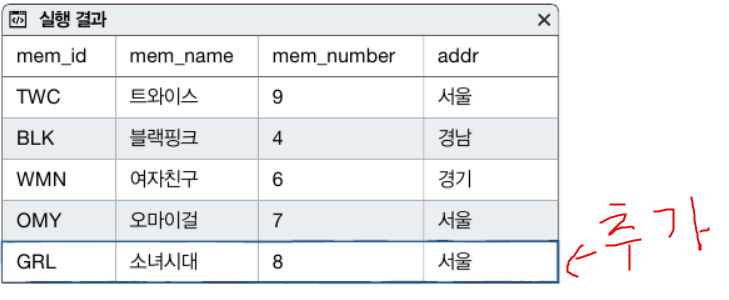 실행 결과
mem_id mem_name mem_number addr
TWC 트와이스 9 서울
BLK 블랙핑크 4 경남
WMN 여자친구 6 경기
OMY 오마이걸 7 서울
GRL 소녀시대 8 서울
추가